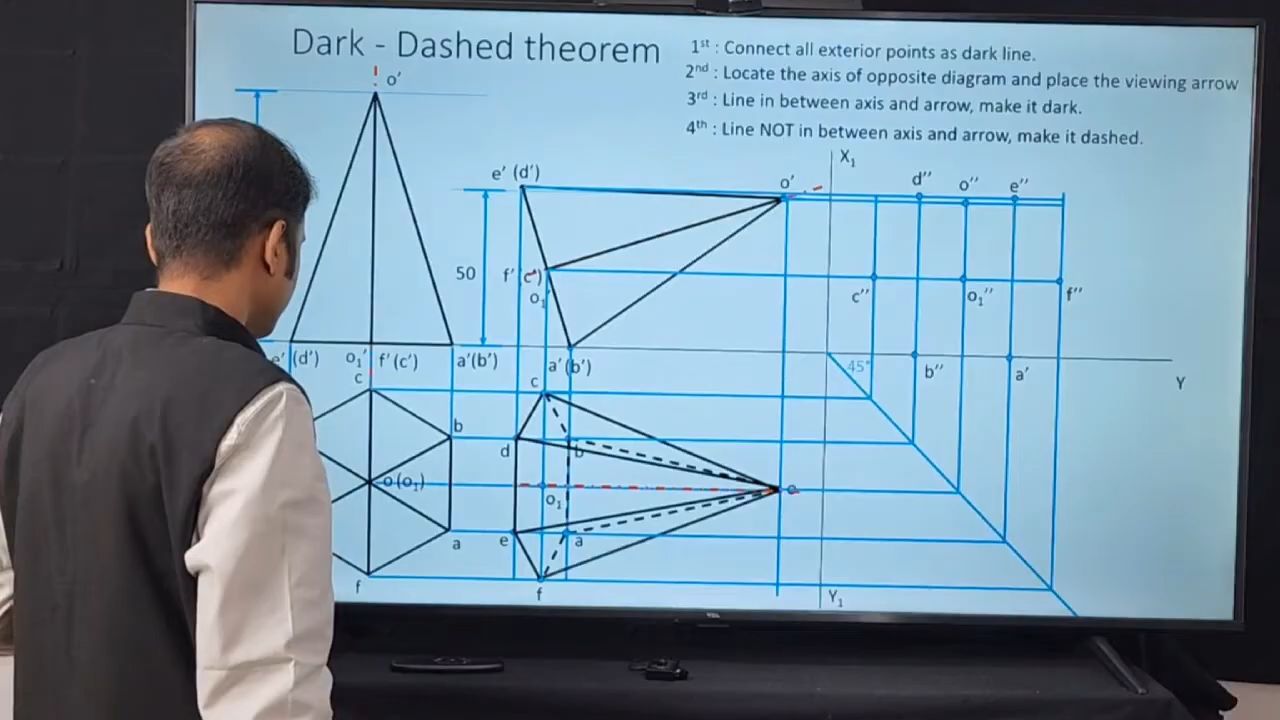 Dark - Dashed theorem
1st : Connect all exterior points as dark line.
2nd : Locate the axis of opposite diagram and place the viewing arrow
3rd : Line in between axis and arrow, make it dark.
4th : Line NOT in between axis and arrow, make it dashed.
o'
X1
e' (d')
o'
d''
o''
e''
50
f' (c')
o1'
c''
o1''
f''
e' (d')
o1'
f' (c')
a'(b')
a'(b')
45°
b''
a'
Y
c
c
b
d
b
o(o1)
o1
o
a
e
a
f
f
Y1